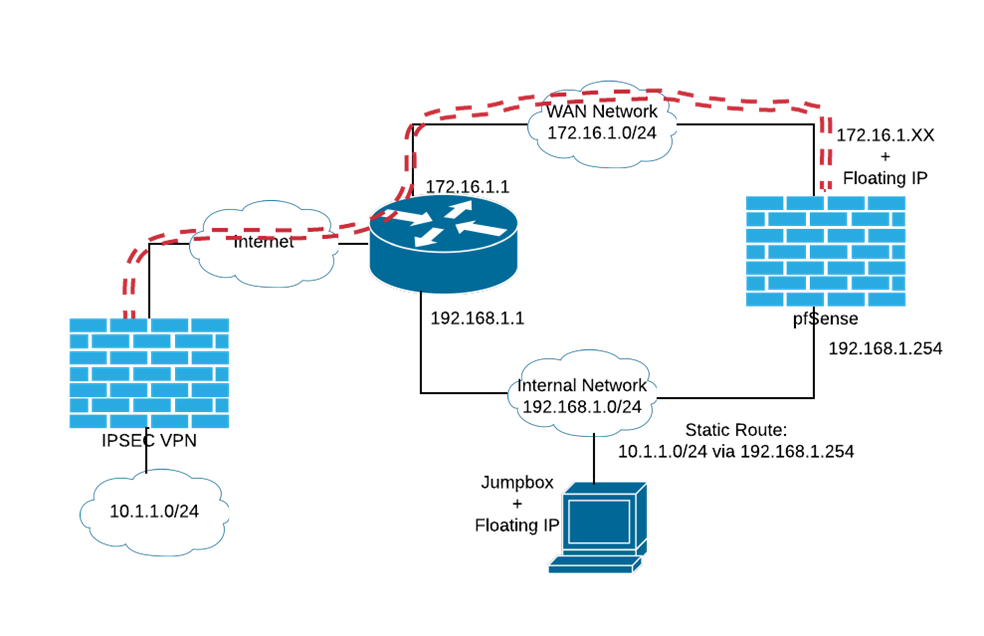 WAN Network
172.16.1.0/24
172.16.1.XX
+
Floating IP
172.16.1.1
Internet
192.168.1.1
pfSense
192.168.1.254
Internal Network
192.168.1.0/24
Static Route:
10.1.1.0/24 via 192.168.1.254
IPSEC VPN
10.1.1.0/24
Jumpbox
+
Floating IP